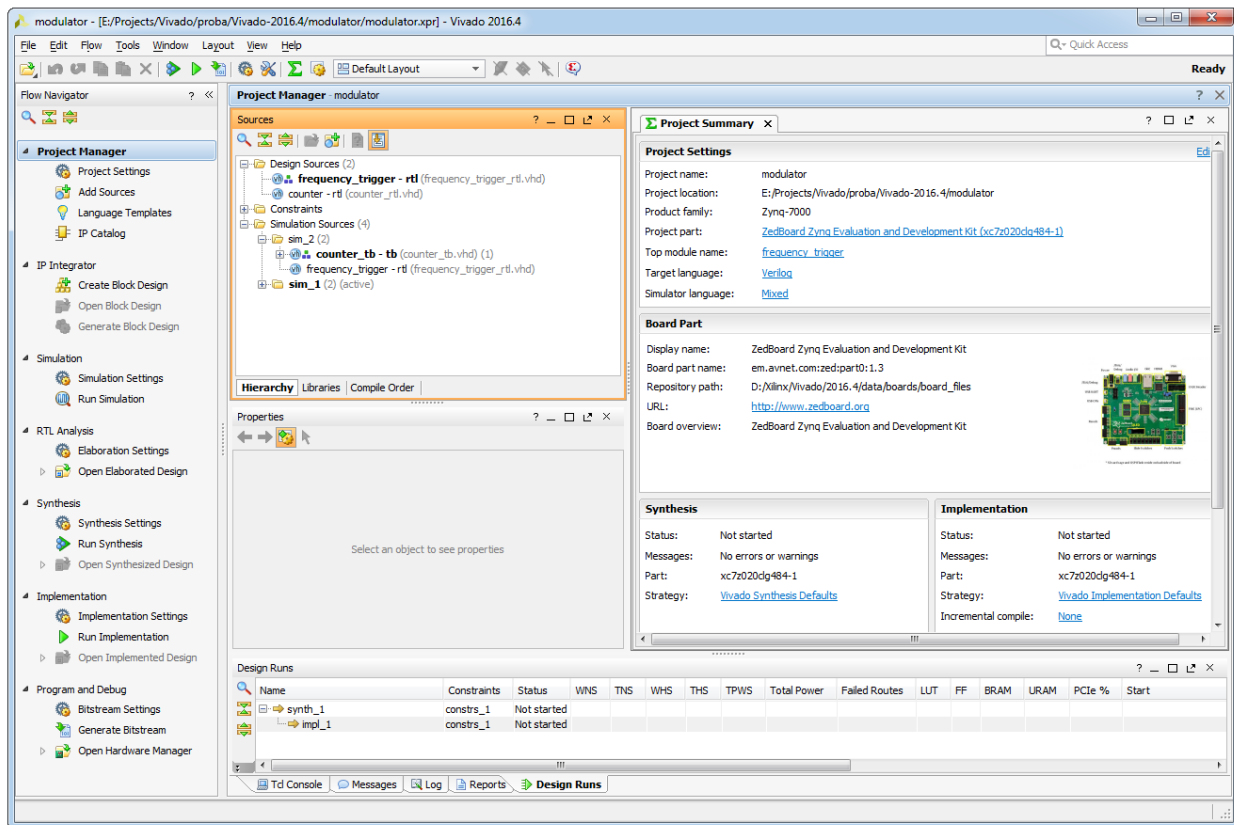 modulator - [E:/Projects/Vivado/proba/Vivado-2016.4/modulator/modulator.xpr] - Vivado 2016.4
File Edit Flow Tools Window Layout View Help
Quick Access
Default Layout
Ready
Flow Navigator
Project Manager
Project Settings
Add Sources
Language Templates
IP Catalog
IP Integrator
Create Block Design
Open Block Design
Generate Block Design
Simulation
Simulation Settings
Run Simulation
RTL Analysis
Elaboration Settings
Open Elaborated Design
Synthesis
Synthesis Settings
Run Synthesis
Open Synthesized Design
Implementation
Implementation Settings
Run Implementation
Open Implemented Design
Program and Debug
Bitstream Settings
Generate Bitstream
Open Hardware Manager
Project Manager - modulator
Sources
Design Sources (2)
frequency_trigger - rtl (frequency_trigger_rtl.vhd)
counter - rtl (counter_rtl.vhd)
Constraints
Simulation Sources (4)
sim_2 (2)
counter_tb - tb (counter_tb.vhd) (1)
frequency_trigger - rtl (frequency_trigger_rtl.vhd)
sim_1 (2) (active)
Hierarchy Libraries Compile Order
Properties
Select an object to see properties
Project Summary
Project Settings Edi
Project name: modulator
Project location: E:/Projects/Vivado/proba/Vivado-2016.4/modulator
Product family: Zynq-7000
Project part: ZedBoard Zynq Evaluation and Development Kit (xc7z020clg484-1)
Top module name: frequency_trigger
Target language: Verilog
Simulator language: Mixed
Board Part
Display name: ZedBoard Zynq Evaluation and Development Kit
Board part name: em.avnet.com:zed:part0:1.3
Repository path: D:/Xilinx/Vivado/2016.4/data/boards/board_files
URL: http://www.zedboard.org
Board overview: ZedBoard Zynq Evaluation and Development Kit
Synthesis
Status: Not started
Messages: No errors or warnings
Part: xc7z020clg484-1
Strategy: Vivado Synthesis Defaults
Implementation
Status: Not started
Messages: No errors or warnings
Part: xc7z020clg484-1
Strategy: Vivado Implementation Defaults
Incremental compile: None
Design Runs
Name Constraints Status WNS TNS WHS THS TPWS Total Power Failed Routes LUT FF BRAM URAM PCIe % Start
synth_1 constrs_1 Not started
impl_1 constrs_1 Not started
Tcl Console Messages Log Reports Design Runs